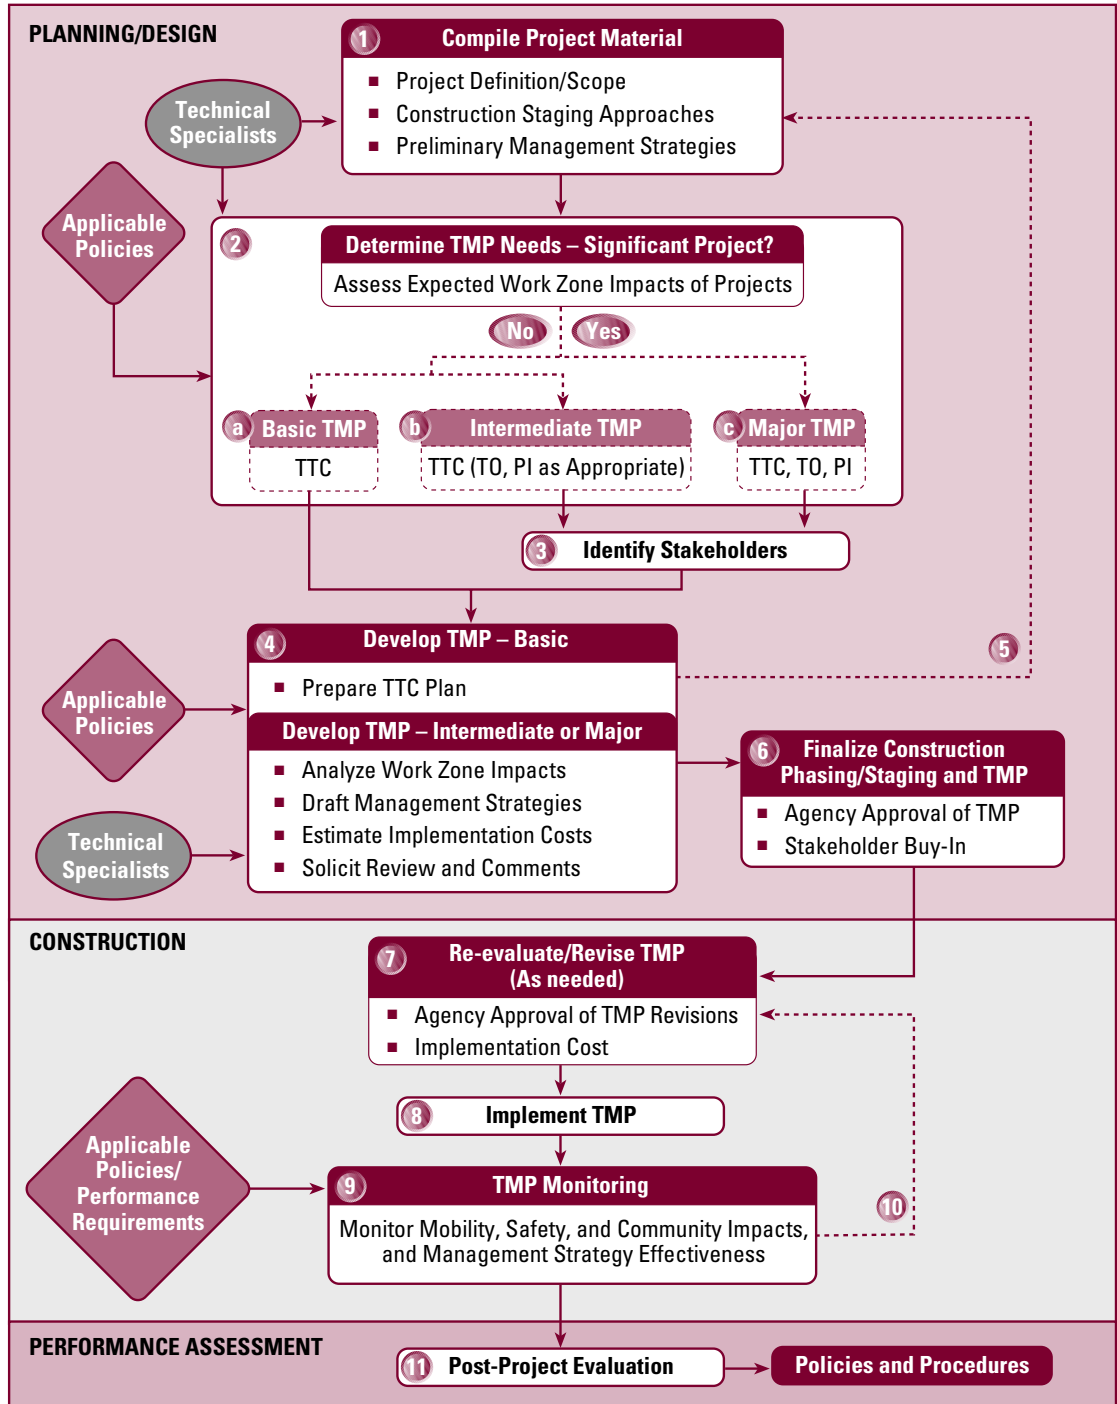 PLANNING/DESIGN
1
Compile Project Material
■ Project Definition/Scope
■ Construction Staging Approaches
■ Preliminary Management Strategies
Technical
Specialists
Applicable
Policies
2
Determine TMP Needs – Significant Project?
Assess Expected Work Zone Impacts of Projects
No
Yes
a
Basic TMP
TTC
b
Intermediate TMP
TTC (TO, PI as Appropriate)
c
Major TMP
TTC, TO, PI
3
Identify Stakeholders
4
Develop TMP – Basic
■ Prepare TTC Plan
5
Applicable
Policies
Develop TMP – Intermediate or Major
■ Analyze Work Zone Impacts
■ Draft Management Strategies
■ Estimate Implementation Costs
■ Solicit Review and Comments
Technical
Specialists
6
Finalize Construction
Phasing/Staging and TMP
■ Agency Approval of TMP
■ Stakeholder Buy-In
CONSTRUCTION
7
Re-evaluate/Revise TMP
(As needed)
■ Agency Approval of TMP Revisions
■ Implementation Cost
8
Implement TMP
Applicable
Policies/
Performance
Requirements
9
TMP Monitoring
Monitor Mobility, Safety, and Community Impacts,
and Management Strategy Effectiveness
10
PERFORMANCE ASSESSMENT
11
Post-Project Evaluation
Policies and Procedures